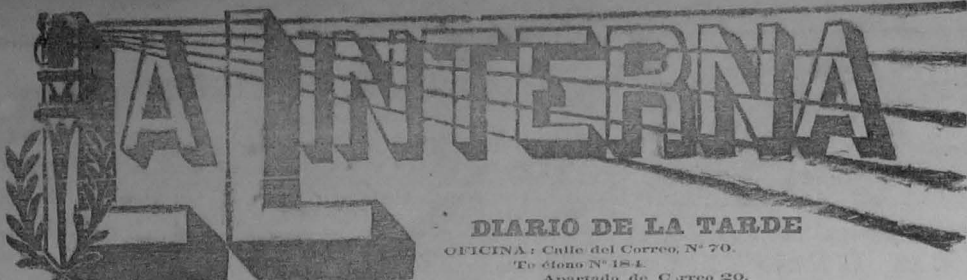 LA LINTERNA
DIARIO DE LA TARDE
OFICINA: Calle del Correo, Nº 70.
Te éfono Nº 184.
Apartado de Correo 20.